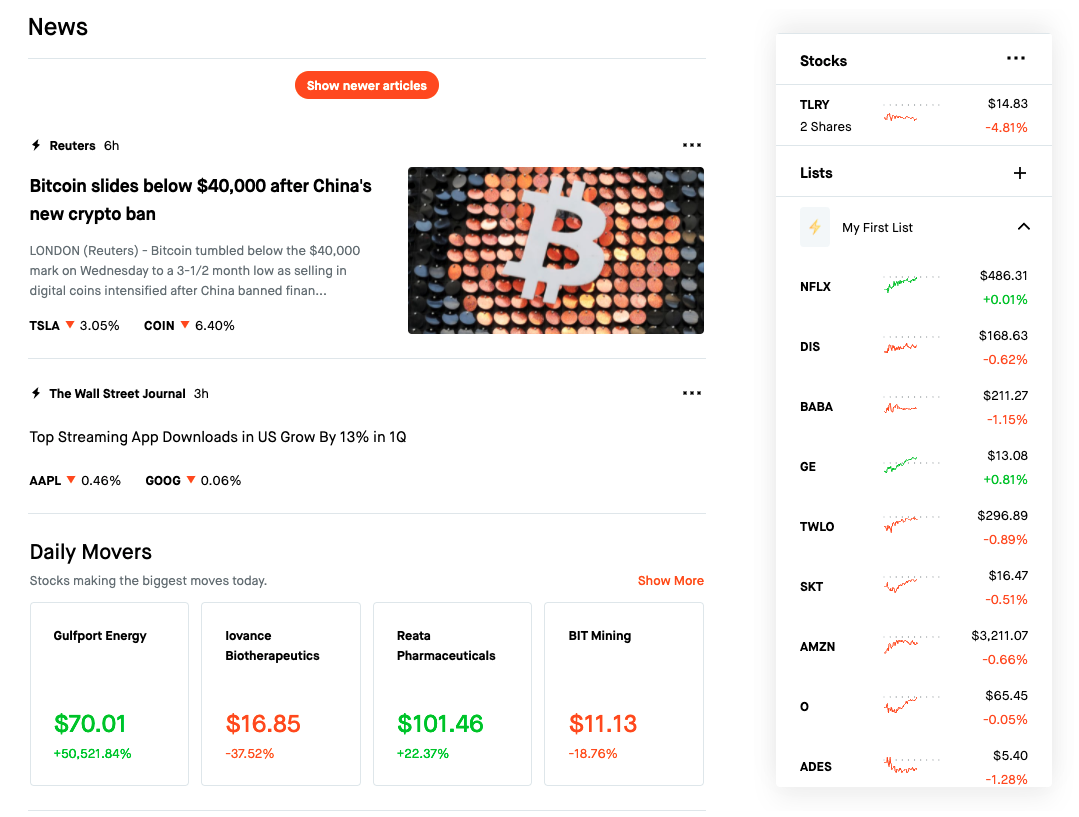 News
Show newer articles
Reuters 6h
Bitcoin slides below $40,000 after China's
new crypto ban
LONDON (Reuters) - Bitcoin tumbled below the $40,000
mark on Wednesday to a 3-1/2 month low as selling in
digital coins intensified after China banned finan...
TSLA 3.05% COIN 6.40%
The Wall Street Journal 3h
Top Streaming App Downloads in US Grow By 13% in 1Q
AAPL 0.46% GOOG 0.06%
Daily Movers
Stocks making the biggest moves today.
Show More
Gulfport Energy
$70.01
+50,521.84%
Iovance
Biotherapeutics
$16.85
-37.52%
Reata
Pharmaceuticals
$101.46
+22.37%
BIT Mining
$11.13
-18.76%
Stocks
TLRY $14.83
2 Shares -4.81%
Lists
My First List
NFLX $486.31
+0.01%
DIS $168.63
-0.62%
BABA $211.27
-1.15%
GE $13.08
+0.81%
TWLO $296.89
-0.89%
SKT $16.47
-0.51%
AMZN $3,211.07
-0.66%
O $65.45
-0.05%
ADES $5.40
-1.28%